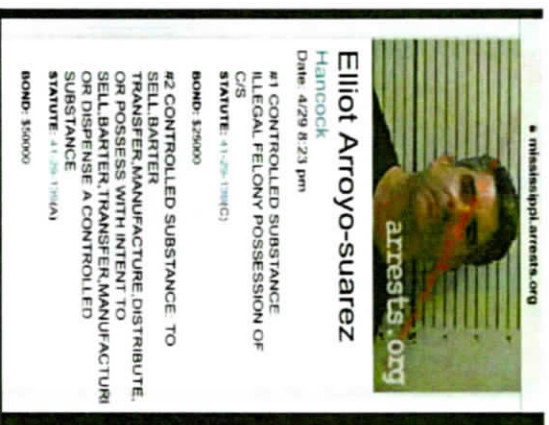 mississippi.arrests.org
arrests.org
Elliot Arroyo-suarez
Hancock
Date: 4/29 8:23 pm
#1 CONTROLLED SUBSTANCE
ILLEGAL FELONY POSSESSION OF
C/S
STATUTE: 41-29-139(C)
BOND: $25000
#2 CONTROLLED SUBSTANCE: TO
SELL,BARTER
TRANSFER,MANUFACTURE,DISTRIBUTE,
OR POSSESS WITH INTENT TO
SELL,BARTER,TRANSFER,MANUFACTURI
OR DISPENSE A CONTROLLED
SUBSTANCE
STATUTE: 41-29-139(A)
BOND: $50000